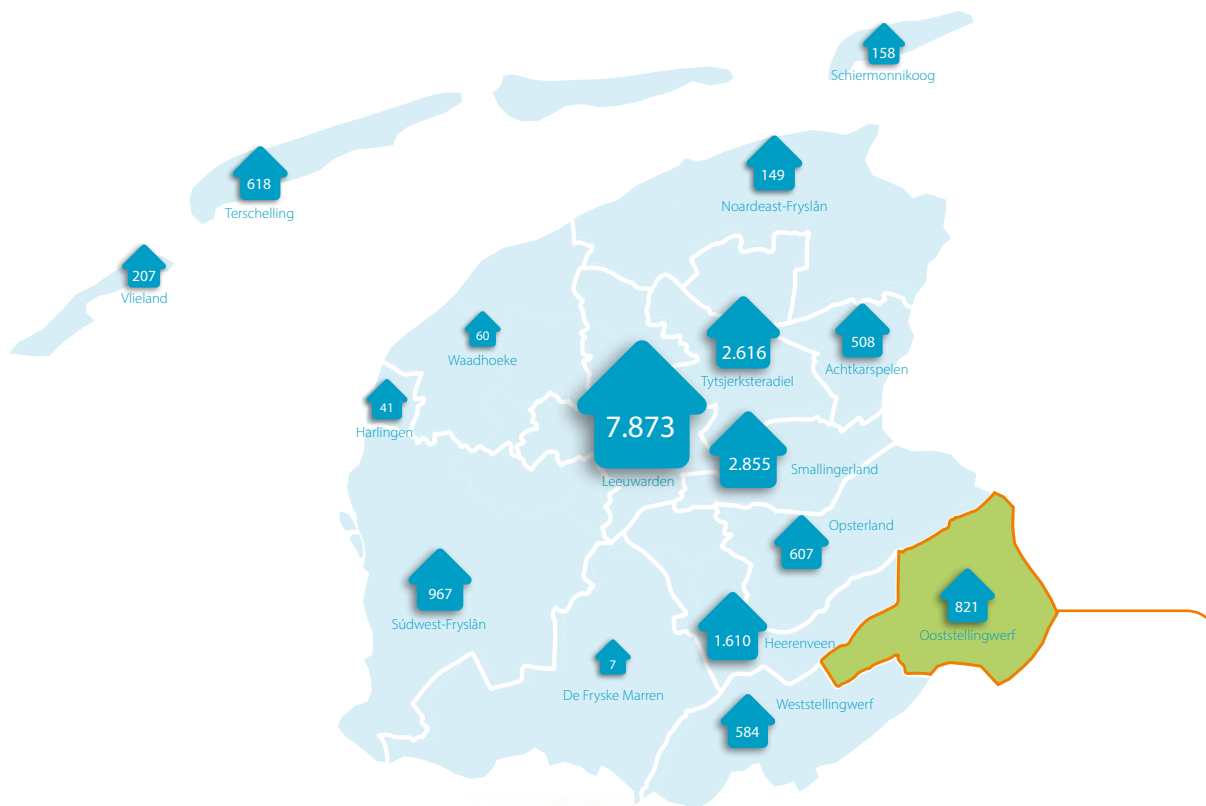 158
Schiermonnikoog
149
Noardeast-Fryslân
618
Terschelling
207
Vlieland
60
Waadhoeke
2.616
Tytsjerksteradiel
508
Achtkarspelen
41
Harlingen
7.873
Leeuwarden
2.855
Smallingerland
Opsterland
607
967
Súdwest-Fryslân
821
Ooststellingwerf
1.610
Heerenveen
7
De Fryske Marren
Weststellingwerf
584